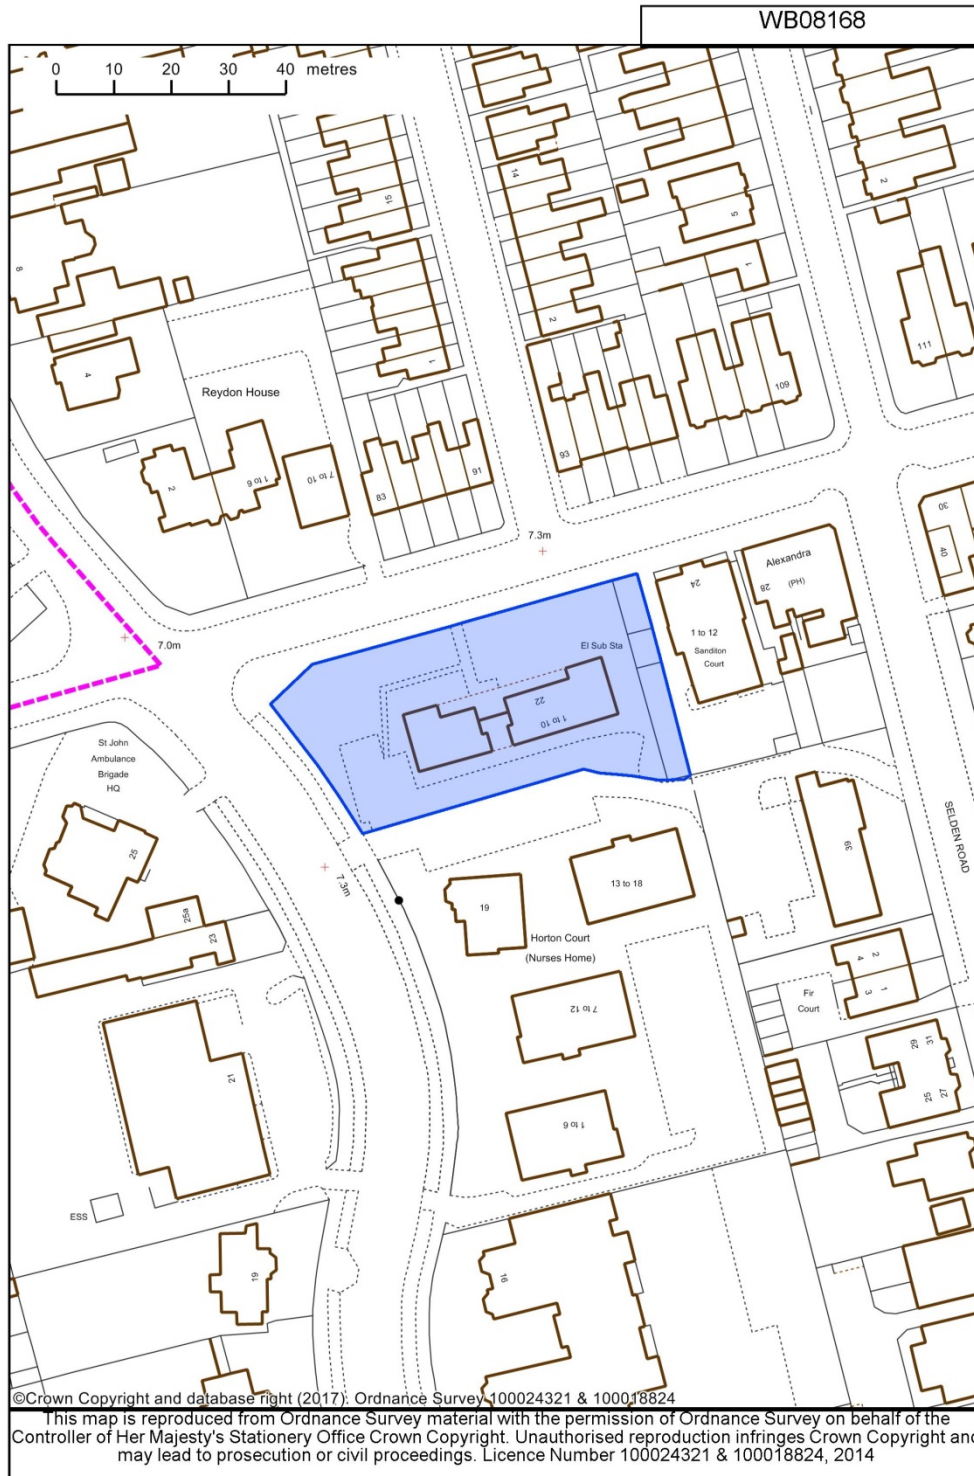 WB08168
0 10 20 30 40 metres
15
14
5
2
8
1
2
4
1
111
Reydon House
109
93
91
83
7 to 10
1 to 6
2
30
40
7.3m
Alexandra
(PH)
28
24
7.0m
El Sub Sta
1 to 12
Sanditon
Court
22
1 to 10
St John
Ambulance
Brigade
HQ
SELDEN ROAD
25
39
7.3m
13 to 18
19
25a
23
Horton Court
(Nurses Home)
2
4
1
3
Fir
Court
7 to 12
31
29
27
25
21
1 to 6
ESS
19
16
©Crown Copyright and database right (2017). Ordnance Survey 100024321 & 100018824
This map is reproduced from Ordnance Survey material with the permission of Ordnance Survey on behalf of the
Controller of Her Majesty's Stationery Office Crown Copyright. Unauthorised reproduction infringes Crown Copyright and
may lead to prosecution or civil proceedings. Licence Number 100024321 & 100018824, 2014